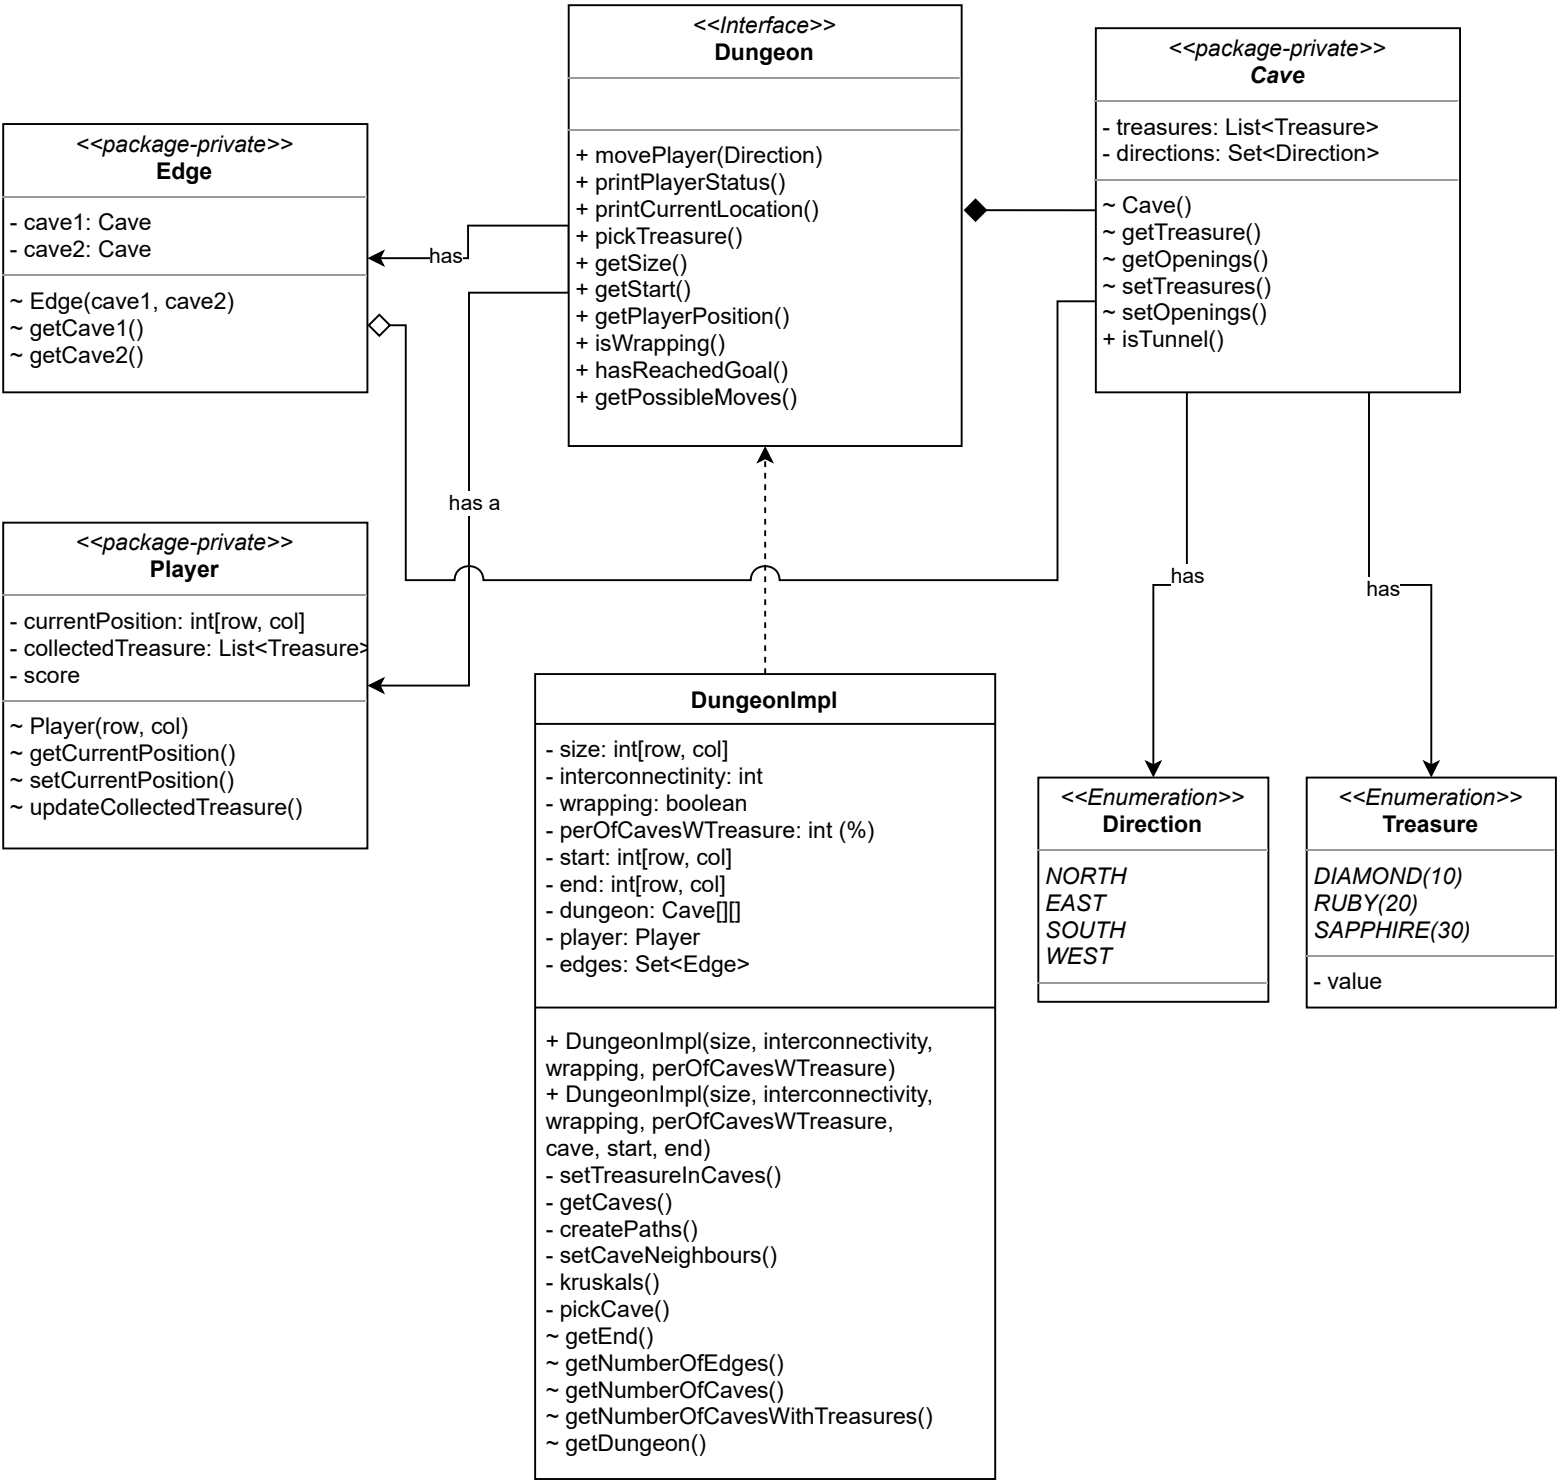 <<Interface>>
Dungeon
+ movePlayer(Direction)
+ printPlayerStatus()
+ printCurrentLocation()
+ pickTreasure()
+ getSize()
+ getStart()
+ getPlayerPosition()
+ isWrapping()
+ hasReachedGoal()
+ getPossibleMoves()
<<package-private>>
Cave
- treasures: List<Treasure>
- directions: Set<Direction>
~ Cave()
~ getTreasure()
~ getOpenings()
~ setTreasures()
~ setOpenings()
+ isTunnel()
<<package-private>>
Edge
- cave1: Cave
- cave2: Cave
~ Edge(cave1, cave2)
~ getCave1()
~ getCave2()
has
has a
has
has
<<package-private>>
Player
- currentPosition: int[row, col]
- collectedTreasure: List<Treasure>
- score
~ Player(row, col)
~ getCurrentPosition()
~ setCurrentPosition()
~ updateCollectedTreasure()
DungeonImpl
- size: int[row, col]
- interconnectinity: int
- wrapping: boolean
- perOfCavesWTreasure: int (%)
- start: int[row, col]
- end: int[row, col]
- dungeon: Cave[][]
- player: Player
- edges: Set<Edge>
+ DungeonImpl(size, interconnectivity,
wrapping, perOfCavesWTreasure)
+ DungeonImpl(size, interconnectivity,
wrapping, perOfCavesWTreasure,
cave, start, end)
- setTreasureInCaves()
- getCaves()
- createPaths()
- setCaveNeighbours()
- kruskals()
- pickCave()
~ getEnd()
~ getNumberOfEdges()
~ getNumberOfCaves()
~ getNumberOfCavesWithTreasures()
~ getDungeon()
<<Enumeration>>
Direction
NORTH
EAST
SOUTH
WEST
<<Enumeration>>
Treasure
DIAMOND(10)
RUBY(20)
SAPPHIRE(30)
- value